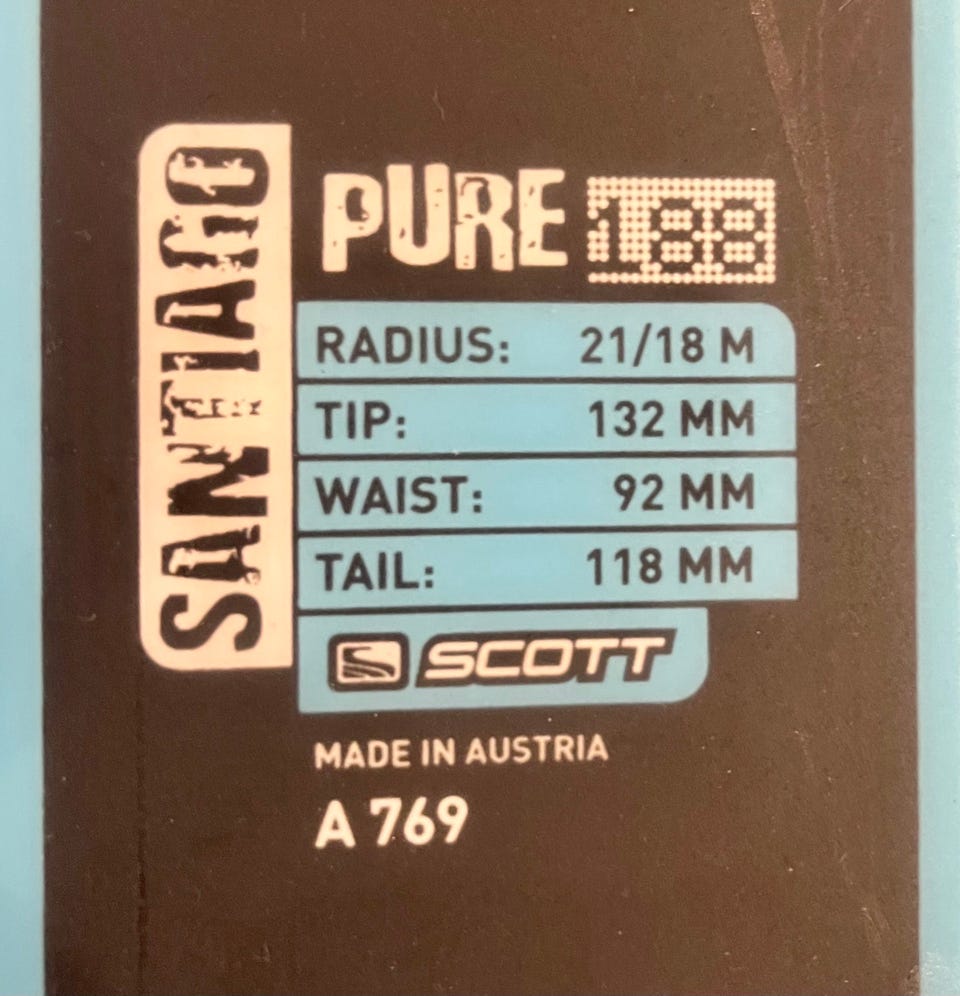 SANTIAGO
PURE 188
RADIUS: 21/18 M
TIP: 132 MM
WAIST: 92 MM
TAIL: 118 MM
SCOTT
MADE IN AUSTRIA
A 769